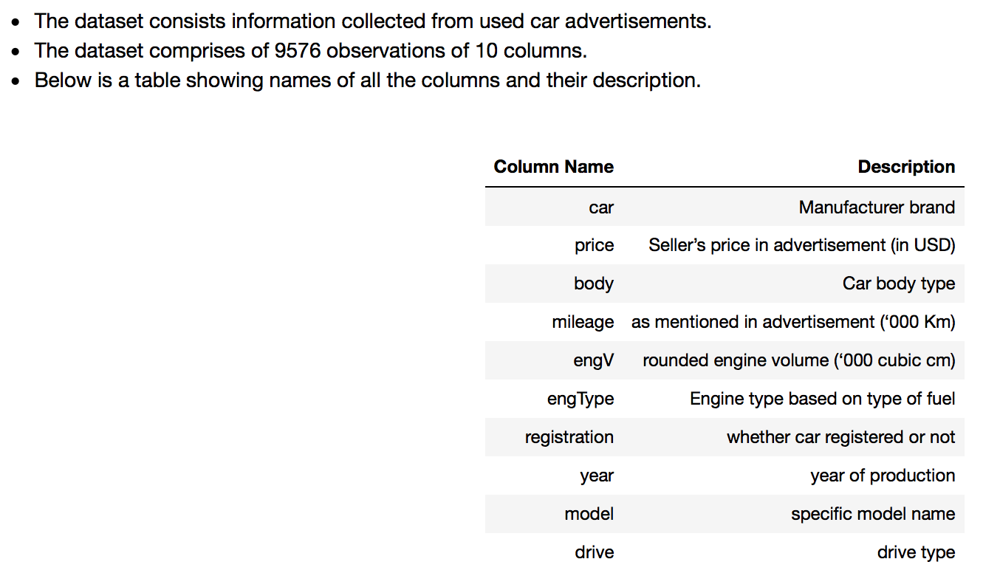 The dataset consists information collected from used car advertisements.
The dataset comprises of 9576 observations of 10 columns.
Below is a table showing names of all the columns and their description.
Column Name Description
car Manufacturer brand
price Seller’s price in advertisement (in USD)
body Car body type
mileage as mentioned in advertisement (‘000 Km)
engV rounded engine volume (‘000 cubic cm)
engType Engine type based on type of fuel
registration whether car registered or not
year year of production
model specific model name
drive drive type